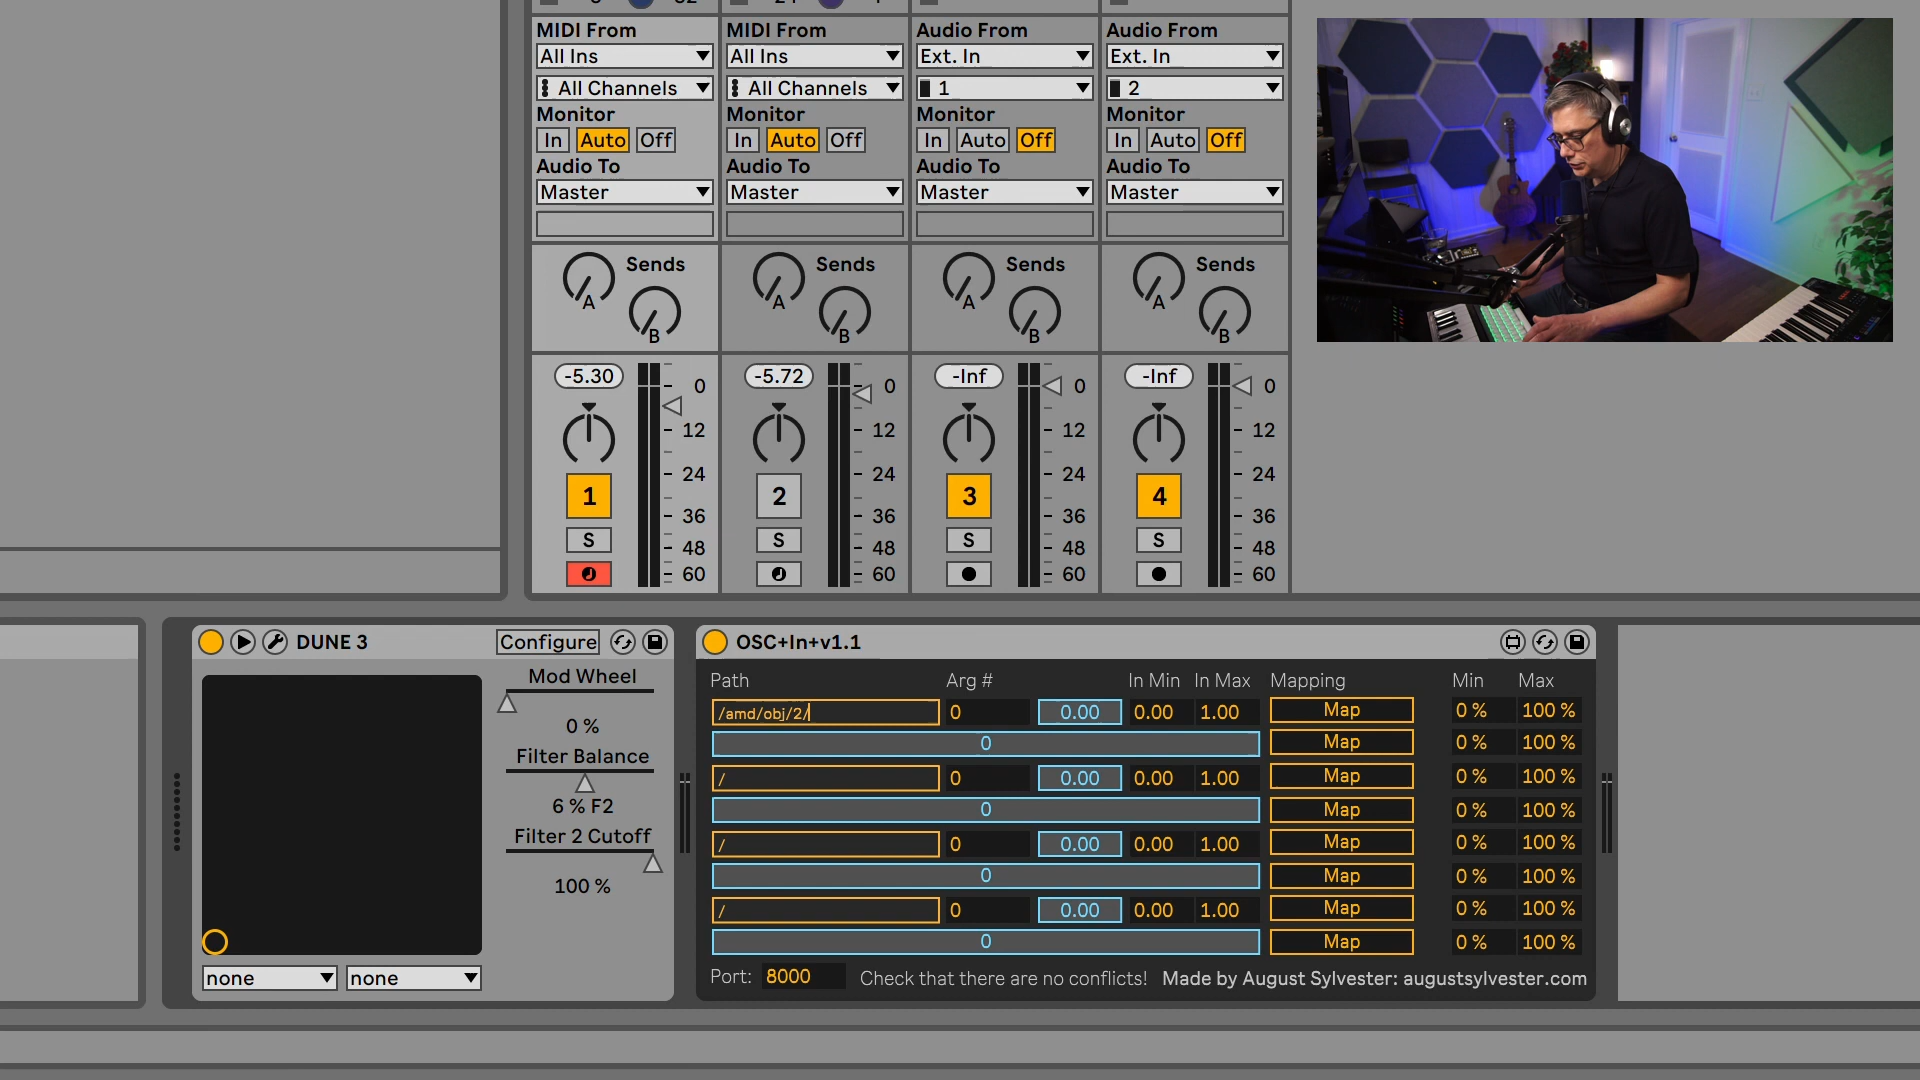 MIDI From
MIDI From
Audio From
Audio From
All Ins
All Ins
Ext. In
Ext. In
All Channels
All Channels
1
2
Monitor
Monitor
Monitor
Monitor
In Auto Off
In Auto Off
In Auto Off
In Auto Off
Audio To
Audio To
Audio To
Audio To
Master
Master
Master
Master
Sends
Sends
Sends
Sends
A
A
A
A
B
B
B
B
-5.30
-5.72
-Inf
-Inf
0
0
0
0
12
12
12
12
24
24
24
24
1
2
3
4
36
36
36
36
S
S
S
S
48
48
48
48
60
60
60
60
DUNE 3
Configure
Mod Wheel
0 %
Filter Balance
6 % F2
Filter 2 Cutoff
100 %
none
none
OSC+In+v1.1
Path Arg # In Min In Max Mapping Min Max
/amd/obj/2/ 0 0.00 0.00 1.00 Map 0 % 100 %
0 Map 0 % 100 %
/ 0 0.00 0.00 1.00 Map 0 % 100 %
0 Map 0 % 100 %
/ 0 0.00 0.00 1.00 Map 0 % 100 %
0 Map 0 % 100 %
/ 0 0.00 0.00 1.00 Map 0 % 100 %
0 Map 0 % 100 %
Port: 8000 Check that there are no conflicts! Made by August Sylvester: augustsylvester.com